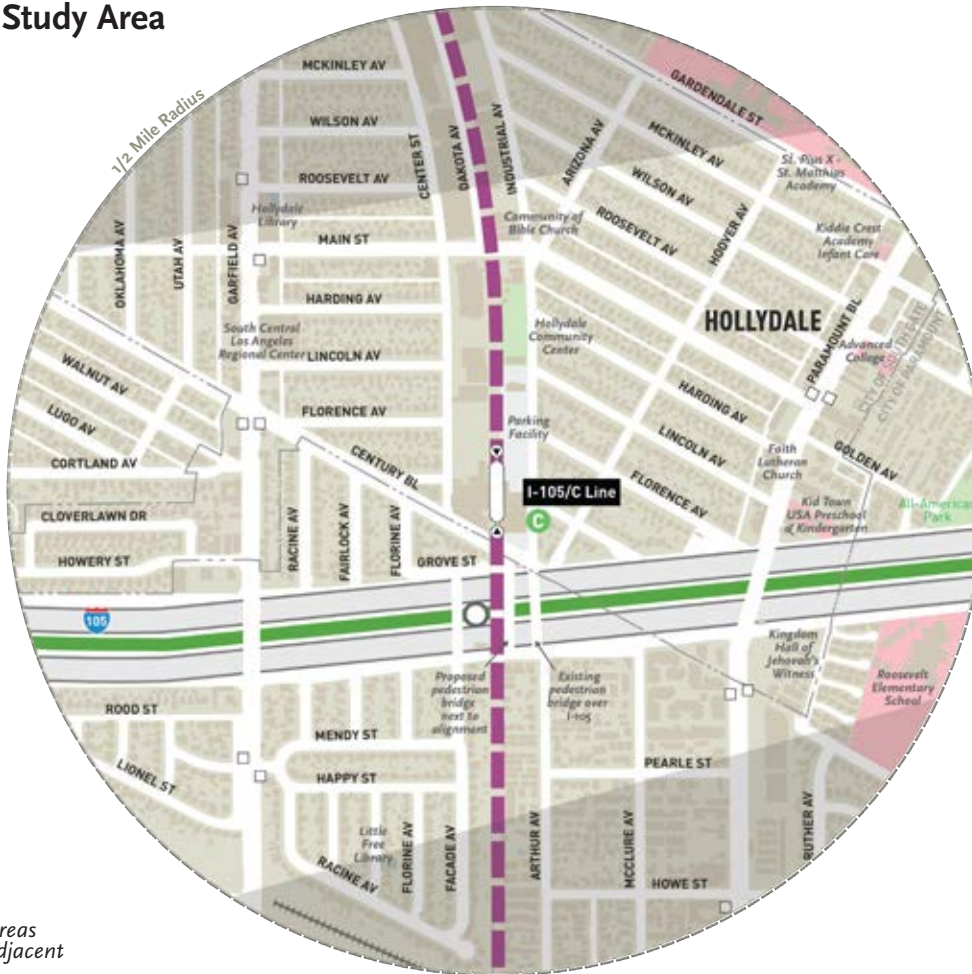 Study Area
1/2 Mile Radius
MCKINLEY AV
WILSON AV
ROOSEVELT AV
MAIN ST
HARDING AV
LINCOLN AV
FLORENCE AV
CENTURY BL
GROVE ST
OKLAHOMA AV
UTAH AV
GARFIELD AV
CENTER ST
DAKOTA AV
INDUSTRIAL AV
ARIZONA AV
Hollydale
Library
South Central
Los Angeles
Regional Center
GARDENDALE ST
MCKINLEY AV
WILSON AV
ROOSEVELT AV
HOOVER AV
St. Pius X -
St. Matthias
Academy
Community of
Bible Church
Kiddie Crest
Academy
Infant Care
HOLLYDALE
Hollydale
Community
Center
PARAMOUNT BL
Advanced
College
CITY OF SOUTH GATE
CITY OF PARAMOUNT
Parking
Facility
HARDING AV
LINCOLN AV
FLORENCE AV
Faith
Lutheran
Church
GOLDEN AV
Kid Town
USA Preschool
& Kindergarten
All-American
Park
I-105/C Line
C
WALNUT AV
LUGO AV
CORTLAND AV
CLOVERLAWN DR
HOWERY ST
RACINE AV
FAIRLOCK AV
FLORINE AV
105
Proposed
pedestrian
bridge
next to
alignment
Existing
pedestrian
bridge over
I-105
Kingdom
Hall of
Jehovah's
Witness
Roosevelt
Elementary
School
ROOD ST
LIONEL ST
MENDY ST
HAPPY ST
Little
Free
Library
RACINE AV
FLORINE AV
FACADE AV
ARTHUR AV
MCCLURE AV
PEARLE ST
HOWE ST
RUTHER AV
reas
djacent